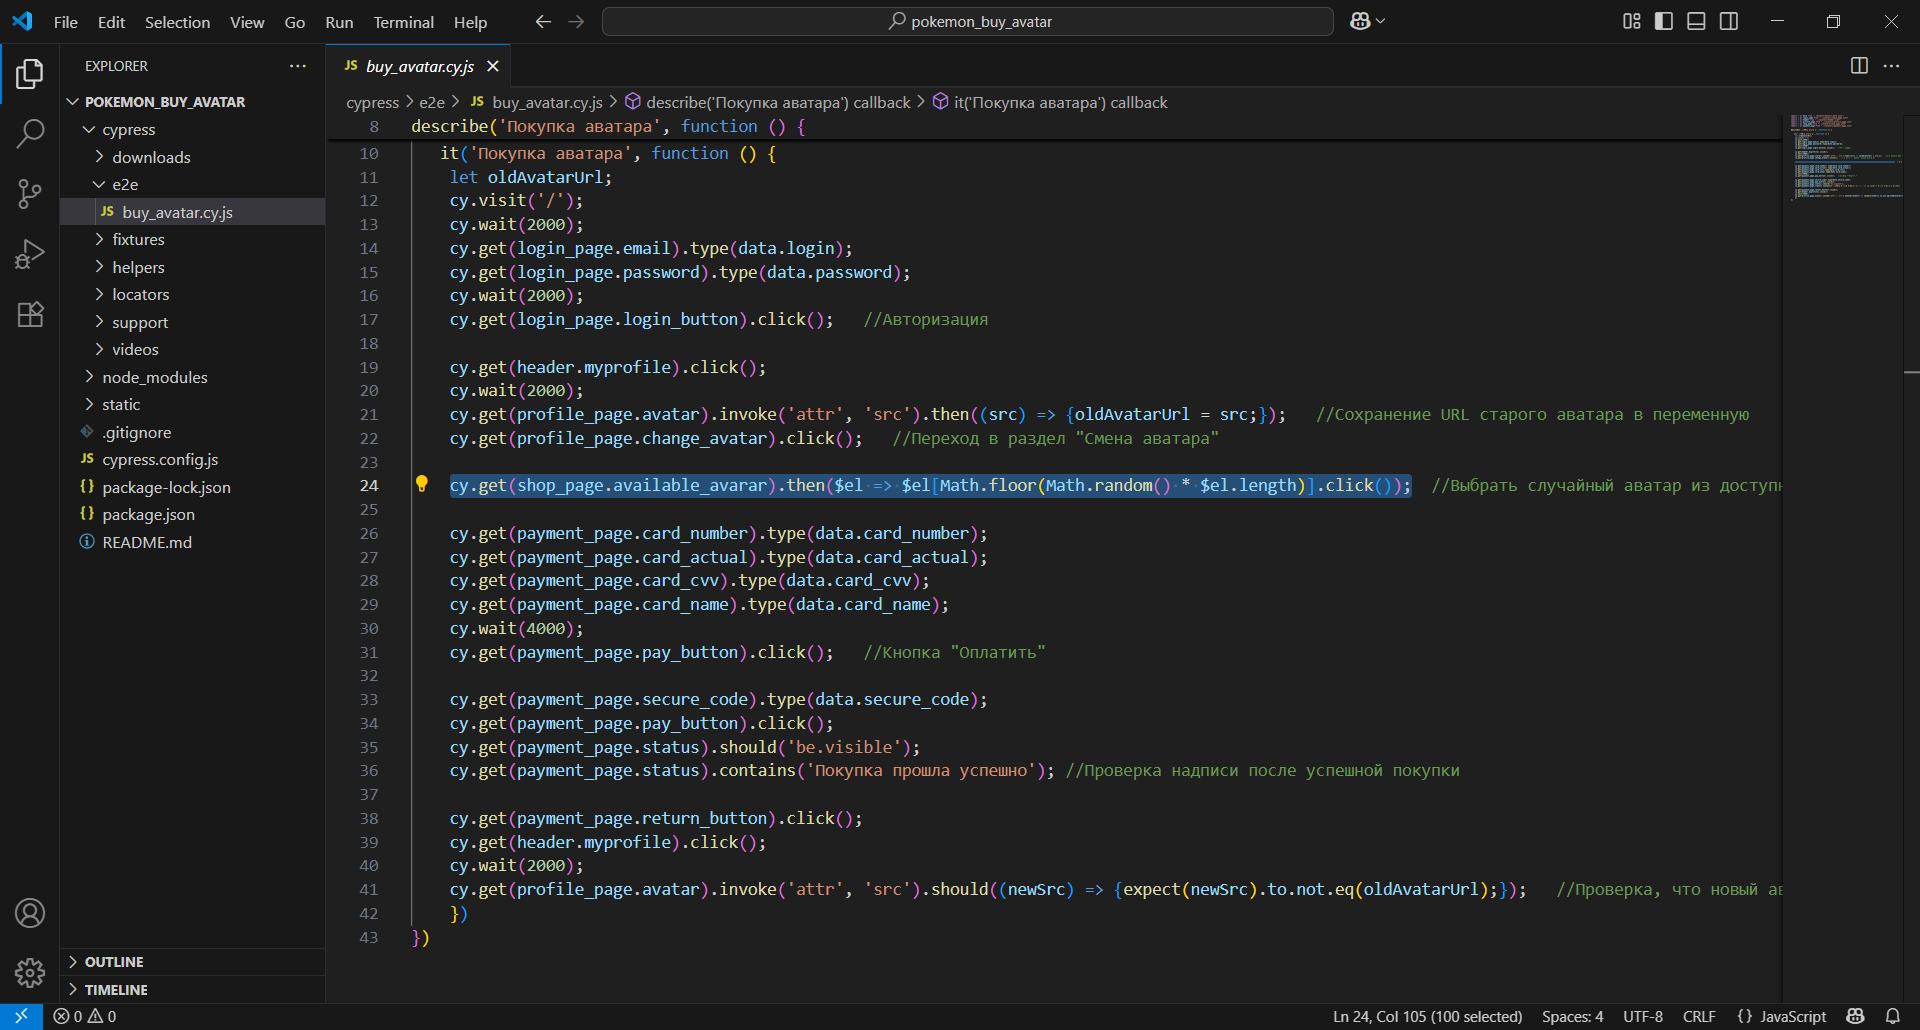 File Edit Selection View Go Run Terminal Help
pokemon_buy_avatar
EXPLORER
POKEMON_BUY_AVATAR
cypress
downloads
e2e
JS buy_avatar.cy.js
fixtures
helpers
locators
support
videos
node_modules
static
.gitignore
JS cypress.config.js
{} package-lock.json
{} package.json
README.md
OUTLINE
TIMELINE
JS buy_avatar.cy.js
cypress > e2e > JS buy_avatar.cy.js > describe('Покупка аватара') callback > it('Покупка аватара') callback
8 describe('Покупка аватара', function () {
10 it('Покупка аватара', function () {
11 let oldAvatarUrl;
12 cy.visit('/');
13 cy.wait(2000);
14 cy.get(login_page.email).type(data.login);
15 cy.get(login_page.password).type(data.password);
16 cy.wait(2000);
17 cy.get(login_page.login_button).click();   //Авторизация
18
19 cy.get(header.myprofile).click();
20 cy.wait(2000);
21 cy.get(profile_page.avatar).invoke('attr', 'src').then((src) => {oldAvatarUrl = src;});   //Сохранение URL старого аватара в переменную
22 cy.get(profile_page.change_avatar).click();   //Переход в раздел "Смена аватара"
23
24 cy.get(shop_page.available_avarar).then($el => $el[Math.floor(Math.random() * $el.length)].click());  //Выбрать случайный аватар из доступн
25
26 cy.get(payment_page.card_number).type(data.card_number);
27 cy.get(payment_page.card_actual).type(data.card_actual);
28 cy.get(payment_page.card_cvv).type(data.card_cvv);
29 cy.get(payment_page.card_name).type(data.card_name);
30 cy.wait(4000);
31 cy.get(payment_page.pay_button).click();   //Кнопка "Оплатить"
32
33 cy.get(payment_page.secure_code).type(data.secure_code);
34 cy.get(payment_page.pay_button).click();
35 cy.get(payment_page.status).should('be.visible');
36 cy.get(payment_page.status).contains('Покупка прошла успешно'); //Проверка надписи после успешной покупки
37
38 cy.get(payment_page.return_button).click();
39 cy.get(header.myprofile).click();
40 cy.wait(2000);
41 cy.get(profile_page.avatar).invoke('attr', 'src').should((newSrc) => {expect(newSrc).to.not.eq(oldAvatarUrl);});   //Проверка, что новый ав
42 })
43 })
0 0
Ln 24, Col 105 (100 selected) Spaces: 4 UTF-8 CRLF {} JavaScript